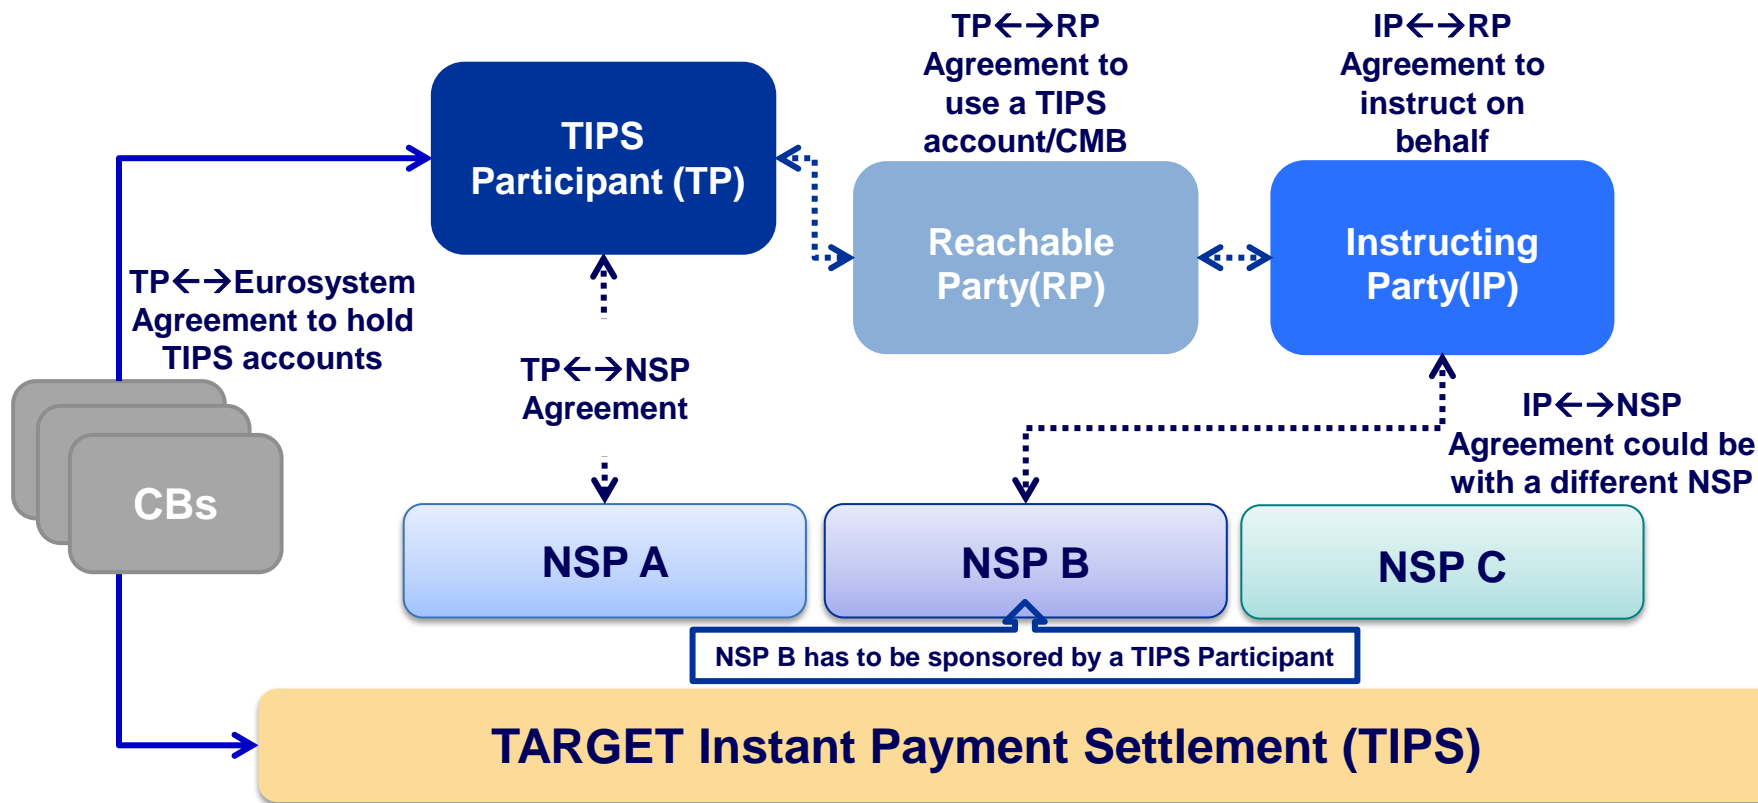 TP←→RP
Agreement to
use a TIPS
account/CMB
IP←→RP
Agreement to
instruct on
behalf
TIPS
Participant (TP)
Reachable
Party(RP)
Instructing
Party(IP)
TP←→Eurosystem
Agreement to hold
TIPS accounts
TP←→NSP
Agreement
IP←→NSP
Agreement could be
with a different NSP
CBs
NSP A
NSP B
NSP C
NSP B has to be sponsored by a TIPS Participant
TARGET Instant Payment Settlement (TIPS)